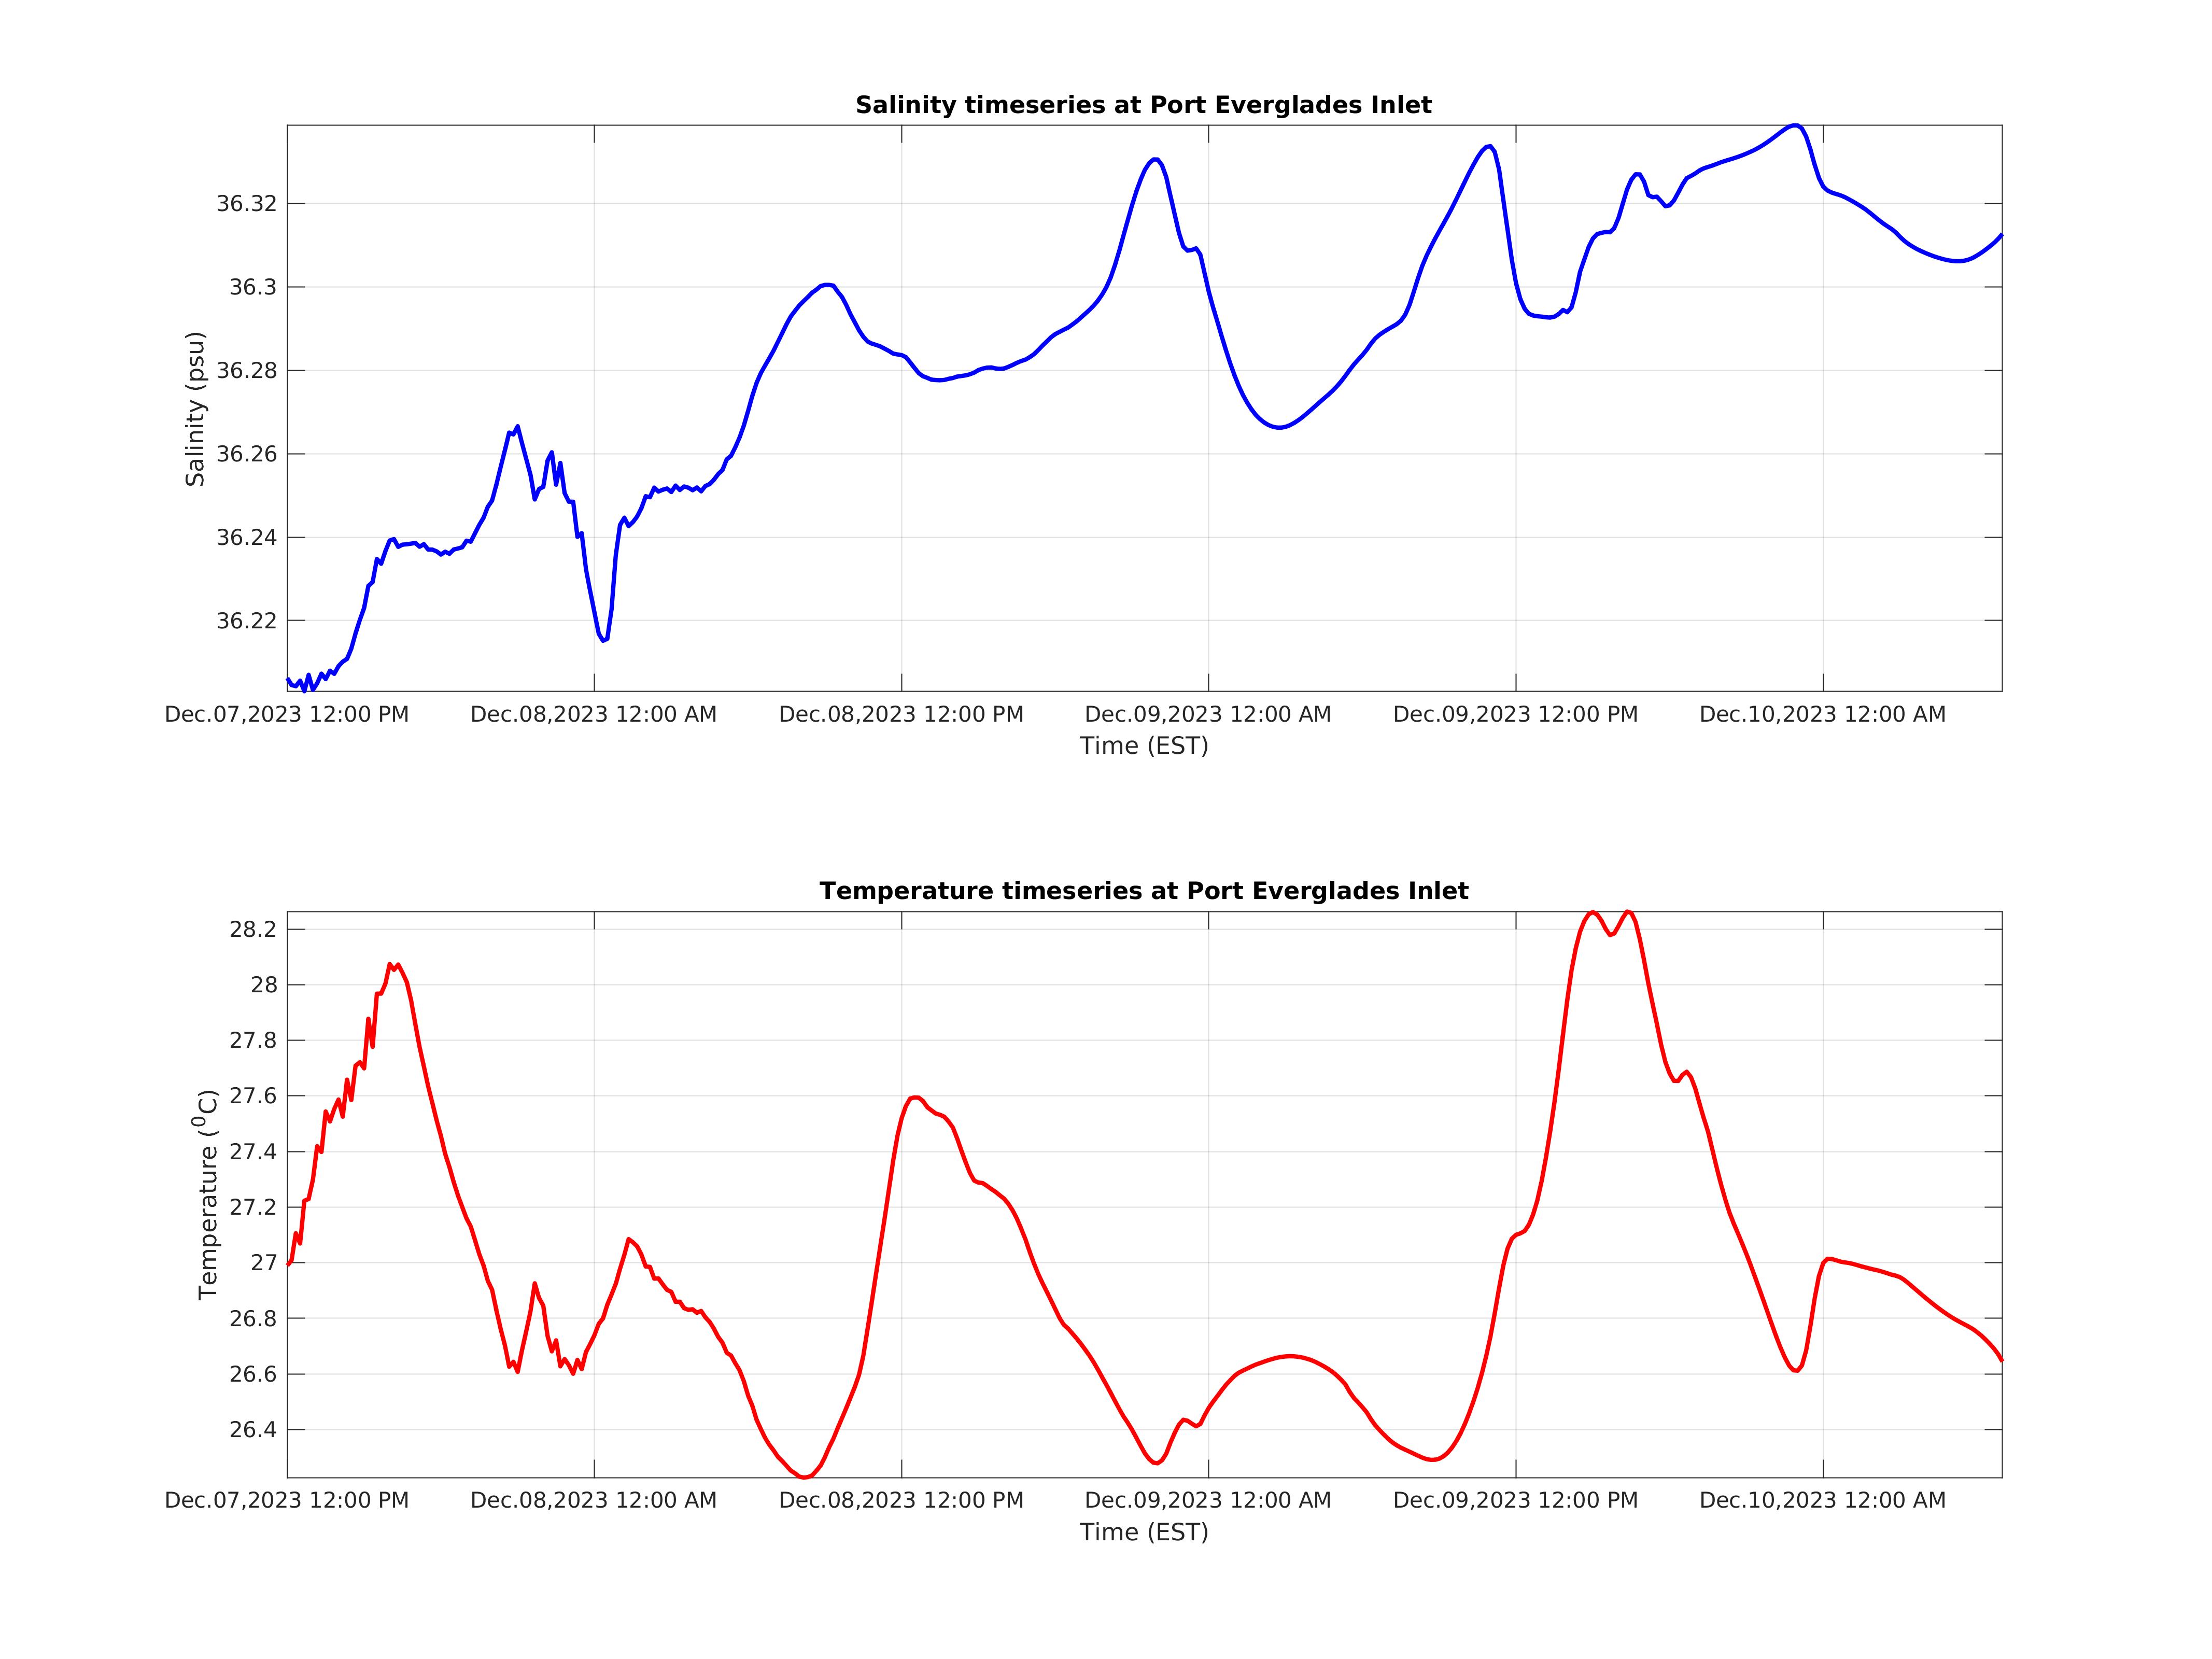 Salinity timeseries at Port Everglades Inlet
Salinity (psu)
36.32
36.3
36.28
36.26
36.24
36.22
Dec.07,2023 12:00 PM Dec.08,2023 12:00 AM Dec.08,2023 12:00 PM Dec.09,2023 12:00 AM Dec.09,2023 12:00 PM Dec.10,2023 12:00 AM
Time (EST)
Temperature timeseries at Port Everglades Inlet
Temperature (⁰C)
28.2
28
27.8
27.6
27.4
27.2
27
26.8
26.6
26.4
Dec.07,2023 12:00 PM Dec.08,2023 12:00 AM Dec.08,2023 12:00 PM Dec.09,2023 12:00 AM Dec.09,2023 12:00 PM Dec.10,2023 12:00 AM
Time (EST)